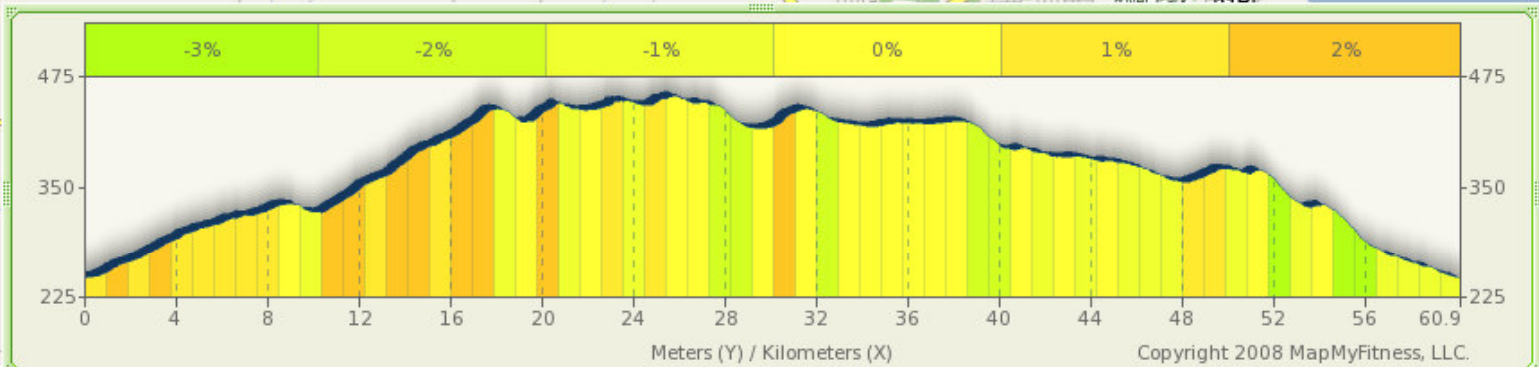 -3% -2% -1% 0% 1% 2%
475 475
350 350
225 225
0 4 8 12 16 20 24 28 32 36 40 44 48 52 56 60.9
Meters (Y) / Kilometers (X) Copyright 2008 MapMyFitness, LLC.